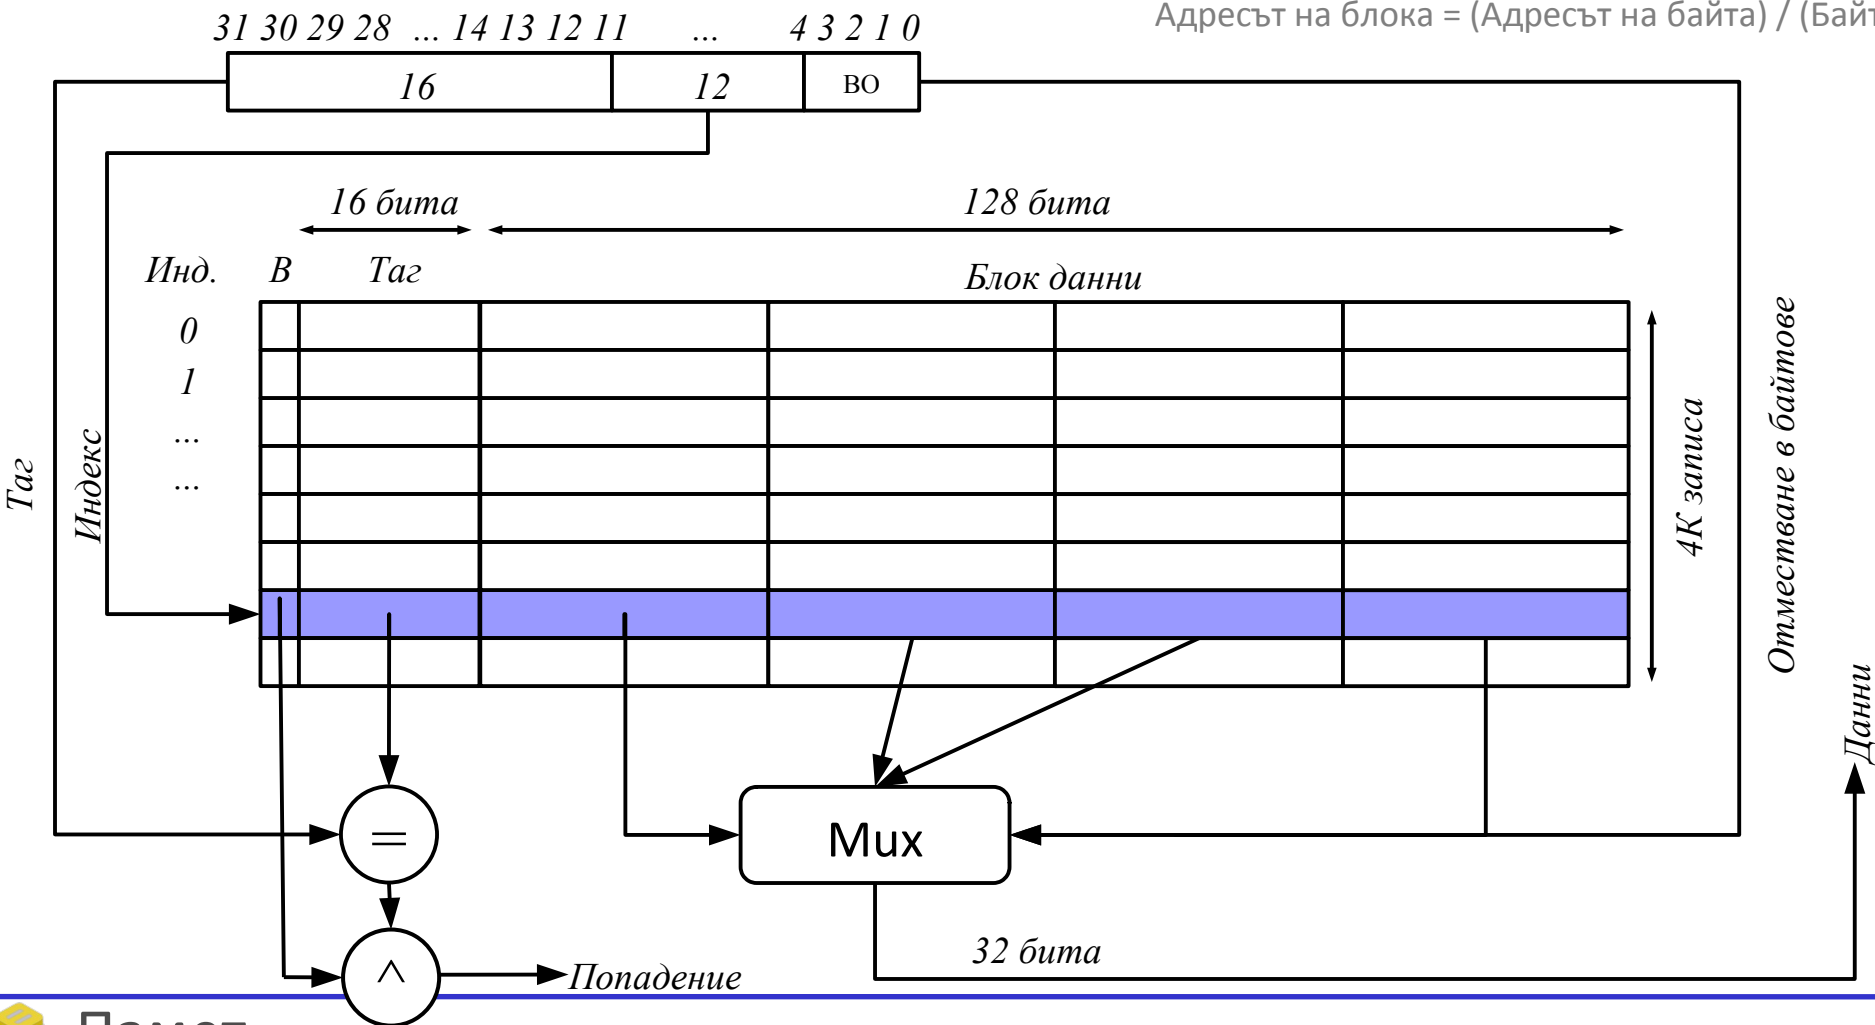 Адресът на блока = (Адресът на байта) / (Байт
31 30 29 28 ... 14 13 12 11 ... 4 3 2 1 0
16 12 BO
16 бита 128 бита
Инд. В Таг Блок данни
0
1
...
...
Таг
Индекс
4К записа
Отместване в байтове
Данни
= Mux
32 бита
^ Попадение